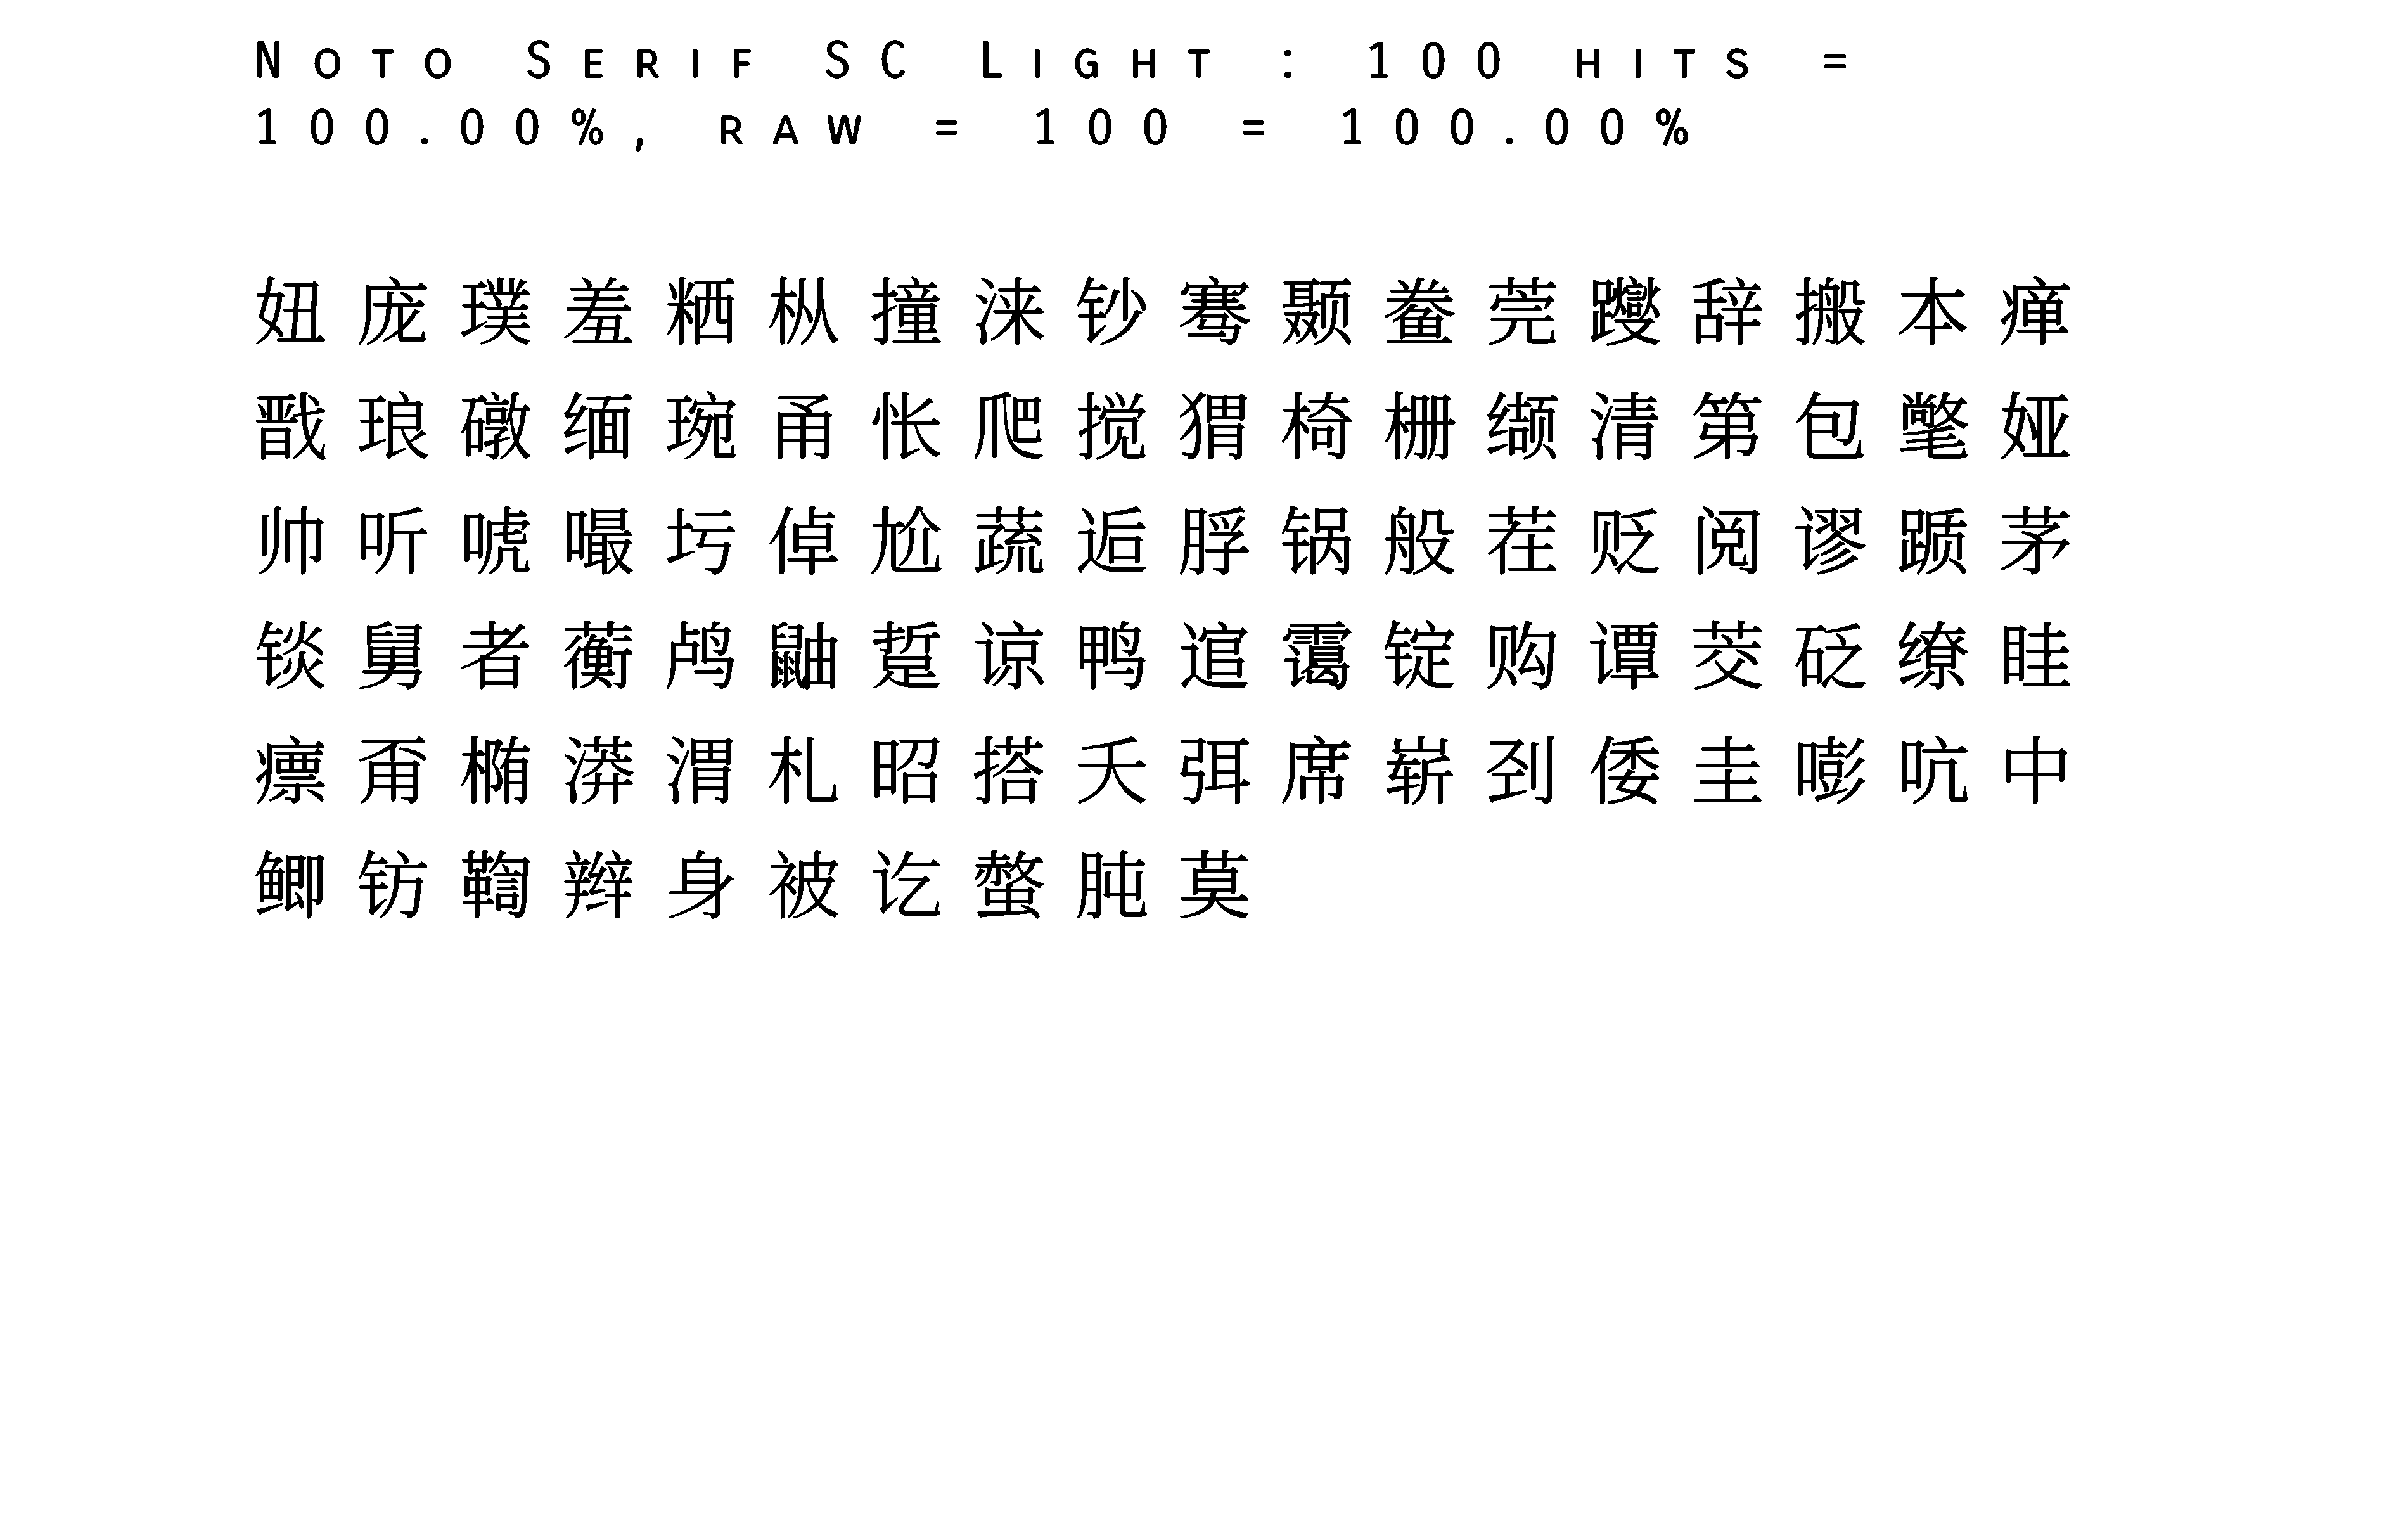 Noto Serif SC Light : 100 hits =
100.00%, raw = 100 = 100.00%
妞庞璞羞粞枞撞涞钞骞颢鲞莞躞辞搬本瘅
戬琅礅缅琬甬怅爬搅猬椅栅缬清第包氅娅
帅听唬嘬圬倬尬蔬逅脬锅般茬贬阅谬踬茅
锬舅者蘅鸬鼬踅谅鸭逭霭锭购谭茭砭缭眭
瘭甭椭漭渭札昭搭夭弭席崭刭倭圭嘭吭中
鲫钫鞫辫身被讫螯肫莫